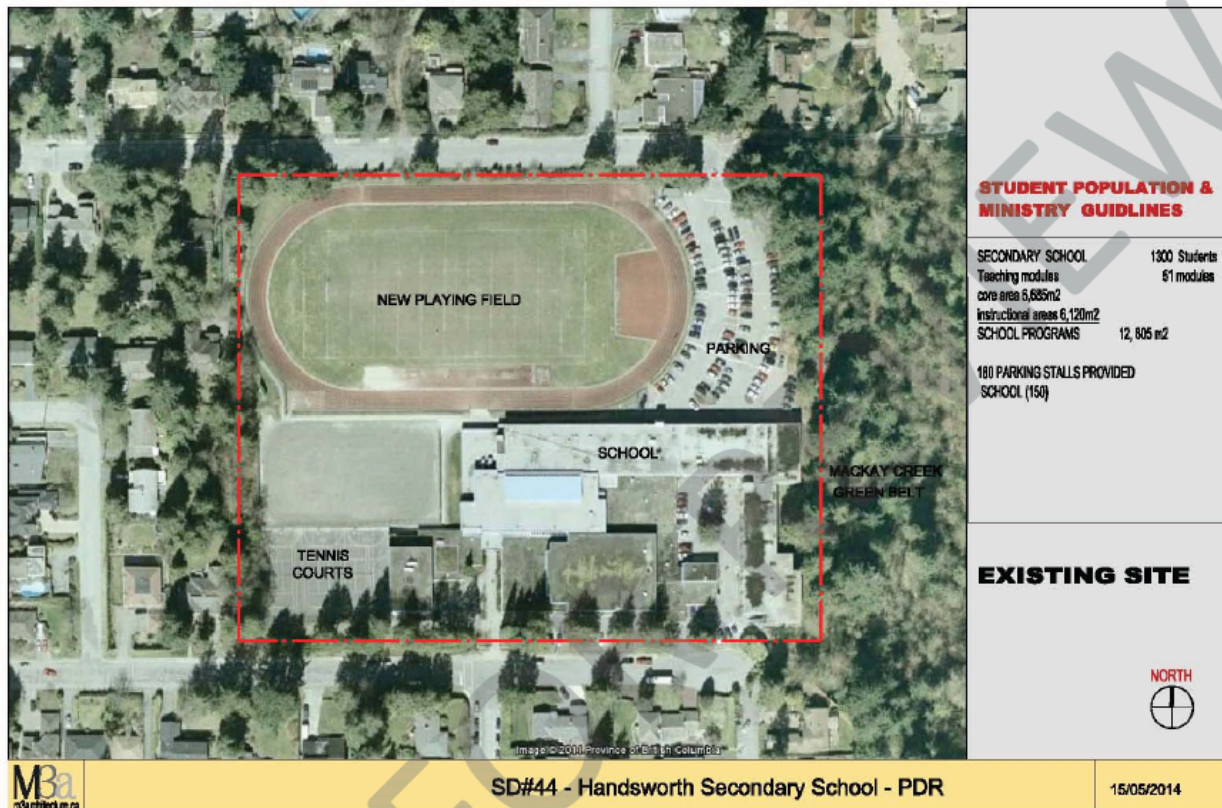 NEW PLAYING FIELD
PARKING
SCHOOL
MACKAY CREEK
GREEN BELT
TENNIS
COURTS
Image © 2014 Province of British Columbia
STUDENT POPULATION &
MINISTRY GUIDLINES
SECONDARY SCHOOL 1300 Students
Teaching modules 51 modules
core area 6,685m2
instructional areas 6,120m2
SCHOOL PROGRAMS 12, 805 m2
180 PARKING STALLS PROVIDED
SCHOOL (150)
EXISTING SITE
NORTH
M3a
m3architecture.ca
SD#44 - Handsworth Secondary School - PDR
15/05/2014